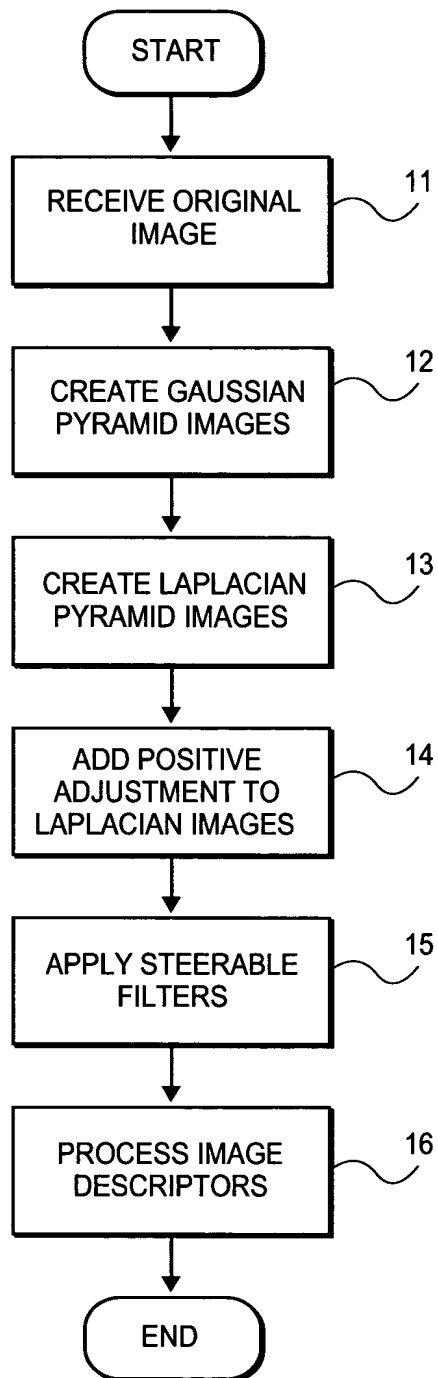 START
RECEIVE ORIGINAL
IMAGE
11
CREATE GAUSSIAN
PYRAMID IMAGES
12
CREATE LAPLACIAN
PYRAMID IMAGES
13
ADD POSITIVE
ADJUSTMENT TO
LAPLACIAN IMAGES
14
APPLY STEERABLE
FILTERS
15
PROCESS IMAGE
DESCRIPTORS
16
END